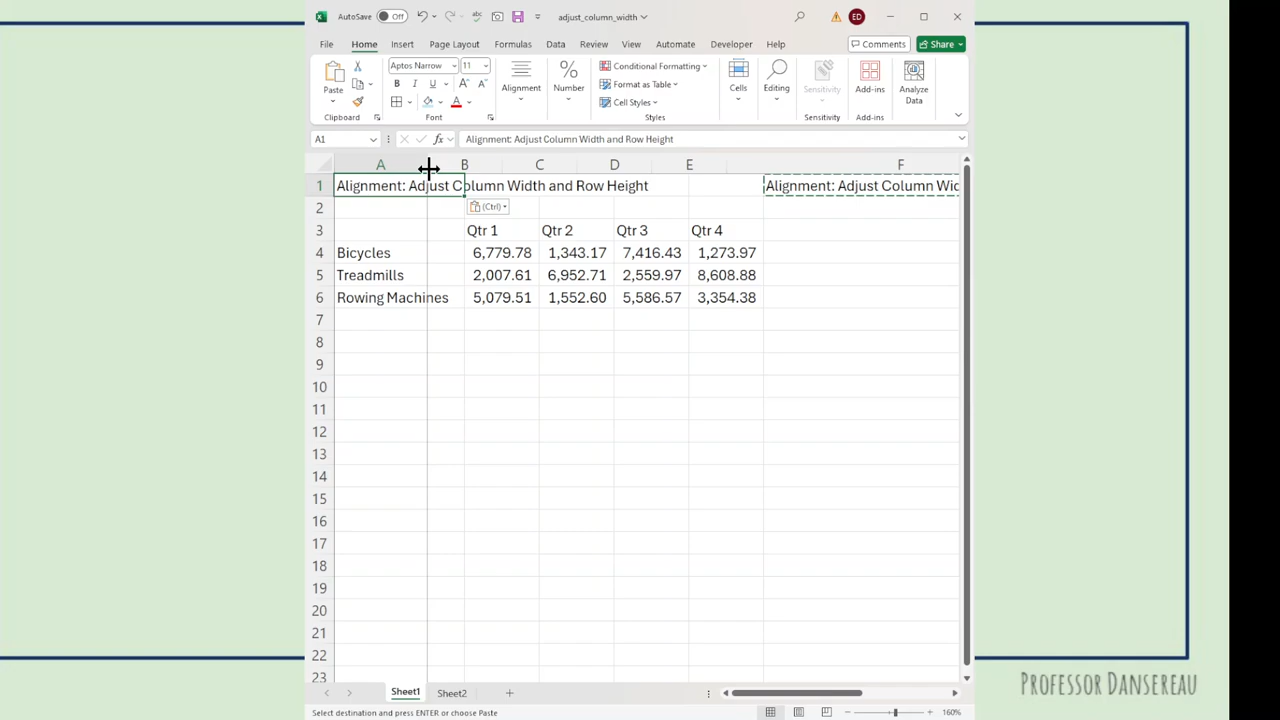 AutoSave Off adjust_column_width ED
File Home Insert Page Layout Formulas Data Review View Automate Developer Help Comments Share
Aptos Narrow 11 Conditional Formatting
Format as Table
Paste B I U Alignment Number Cells Editing Sensitivity Add-ins Analyze Data
A Cell Styles
Clipboard Font Styles Sensitivity Add-ins
A1 fx Alignment: Adjust Column Width and Row Height
A B C D E F
1 Alignment: Adjust Column Width and Row Height Alignment: Adjust Column Wid
2 (Ctrl)
3 Qtr 1 Qtr 2 Qtr 3 Qtr 4
4 Bicycles 6,779.78 1,343.17 7,416.43 1,273.97
5 Treadmills 2,007.61 6,952.71 2,559.97 8,608.88
6 Rowing Machines 5,079.51 1,552.60 5,586.57 3,354.38
7
8
9
10
11
12
13
14
15
16
17
18
19
20
21
22
23
Sheet1 Sheet2
Select destination and press ENTER or choose Paste 160%
PROFESSOR DANSEREAU